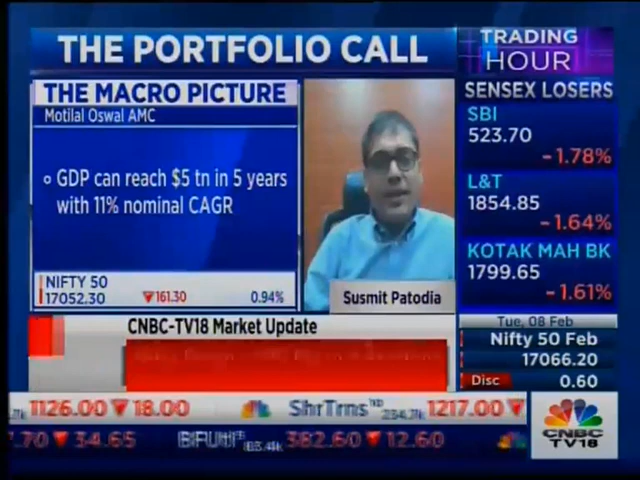 THE PORTFOLIO CALL
TRADING
HOUR
THE MACRO PICTURE
Motilal Oswal AMC
GDP can reach $5 tn in 5 years
with 11% nominal CAGR
NIFTY 50
17052.30 ▼161.30 0.94%
Susmit Patodia
SENSEX LOSERS
SBI
523.70
-1.78%
L&T
1854.85
-1.64%
KOTAK MAH BK
1799.65
-1.61%
Tue, 08 Feb
Nifty 50 Feb
17066.20
Disc 0.60
CNBC-TV18 Market Update
1126.00 ▼ 18.00 ShrTrns 1217.00 ▼
.70 ▼ 34.65 382.60 ▼ 12.60
CNBC
TV18